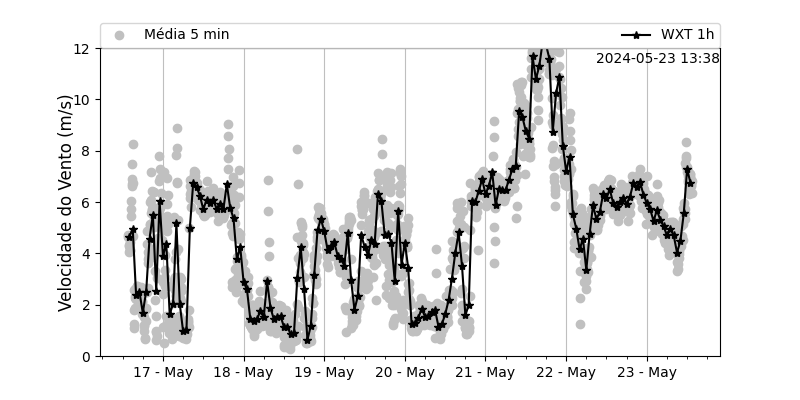 Média 5 min
WXT 1h
2024-05-23 13:38
Velocidade do Vento (m/s)
12
10
8
6
4
2
0
17 - May
18 - May
19 - May
20 - May
21 - May
22 - May
23 - May